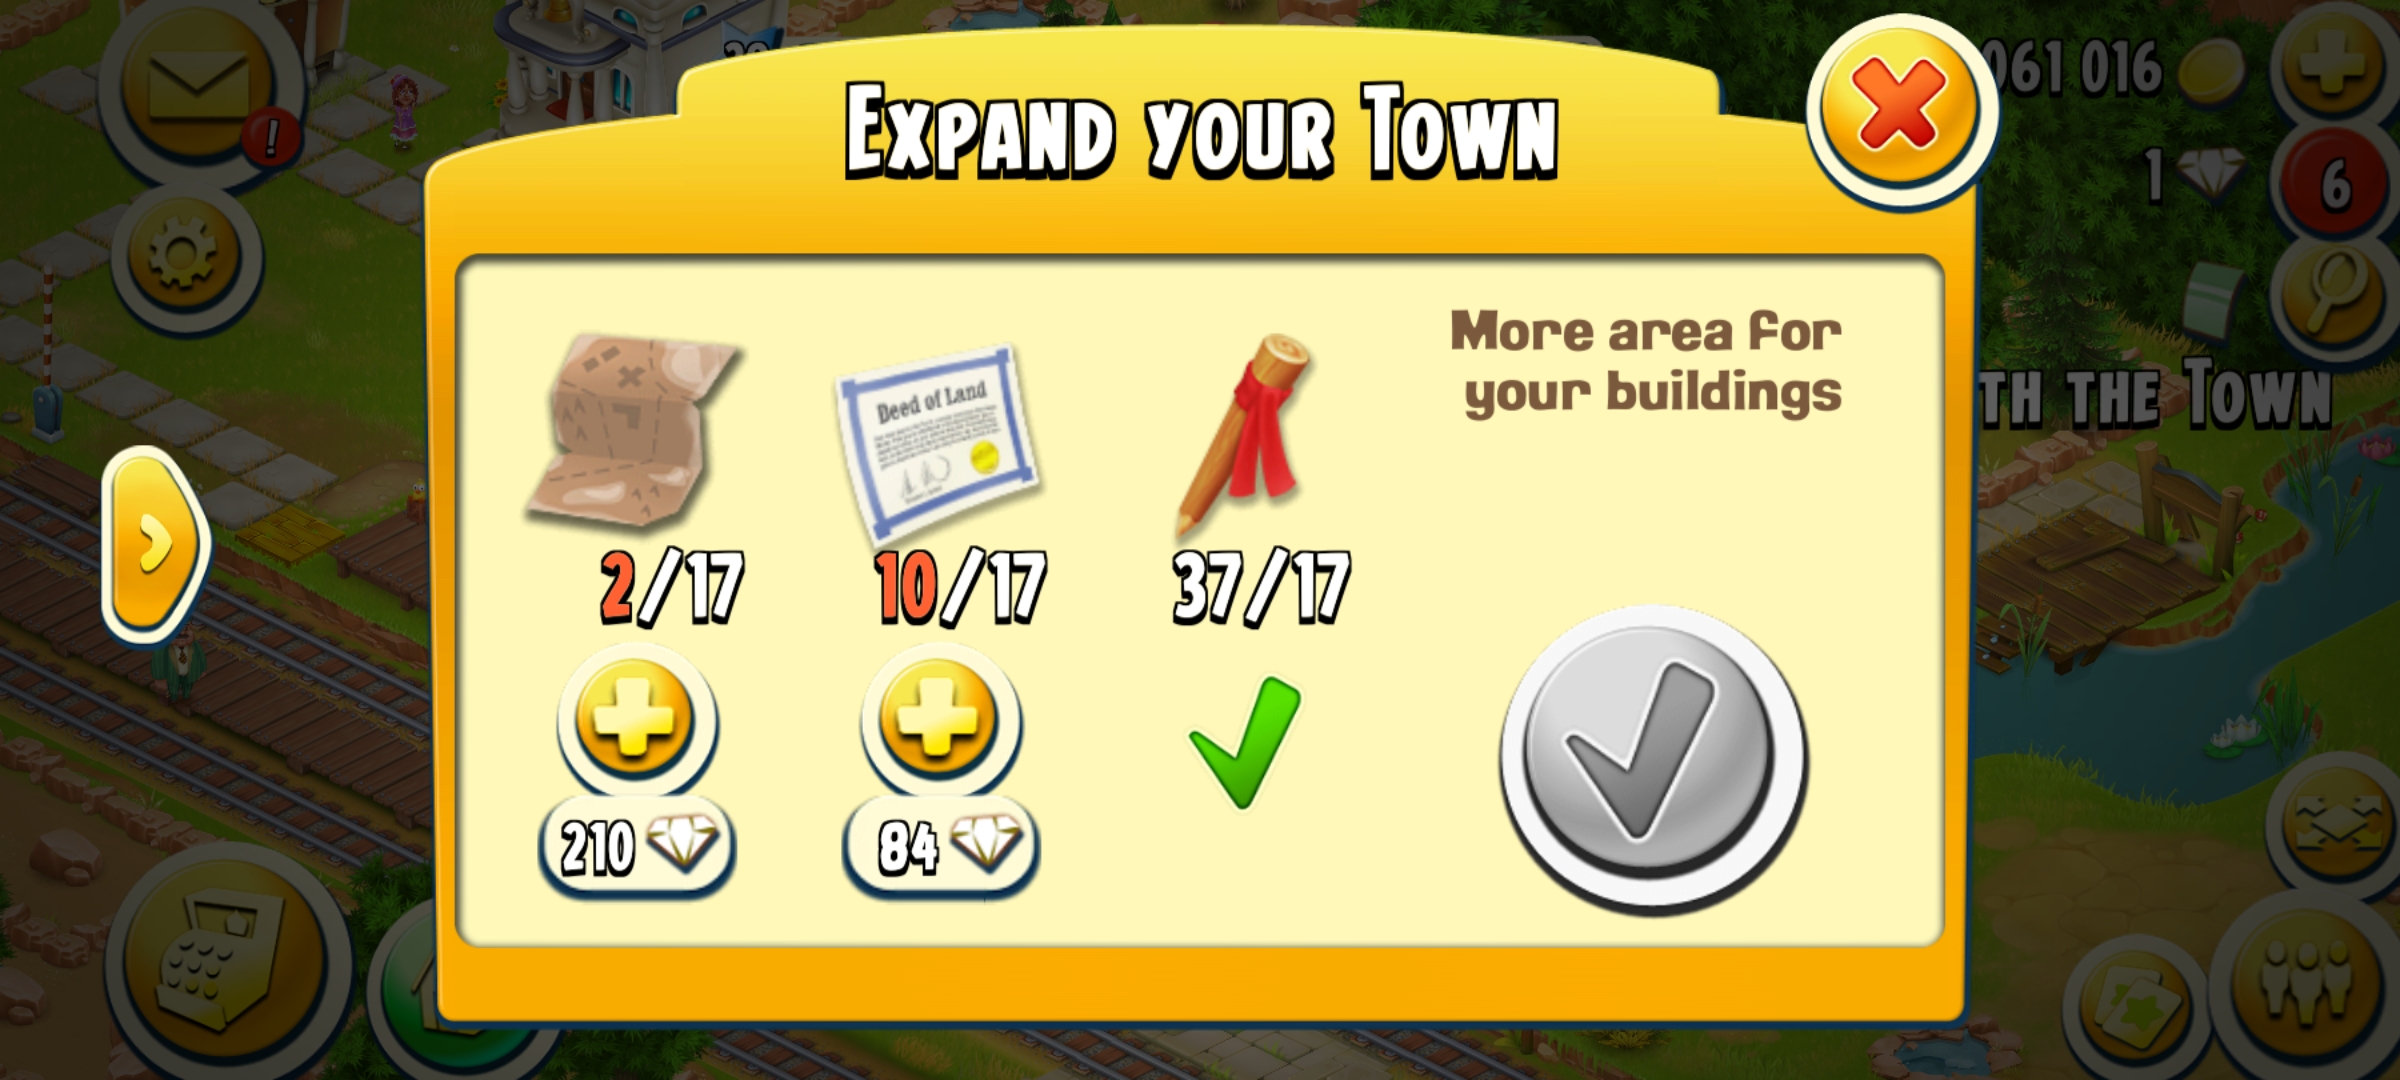 Expand your Town
061 016
1
6
!
th the Town
More area for
your buildings
Deed of Land
2/17
10/17
37/17
210
84